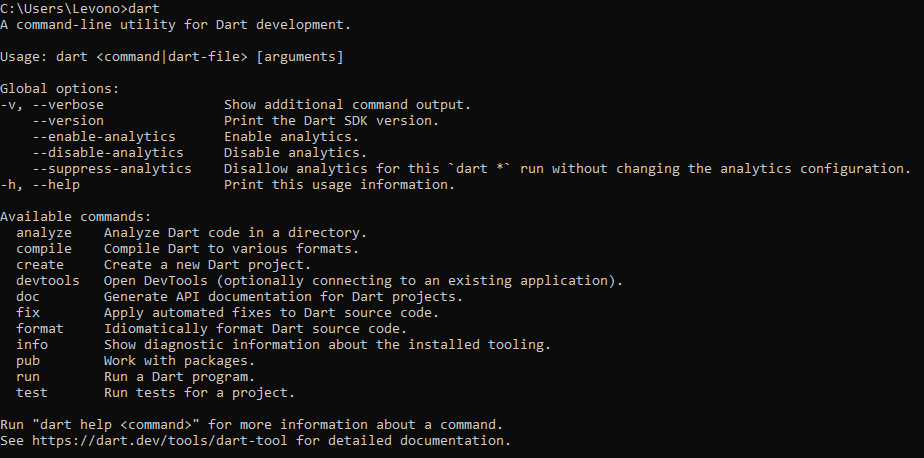 C:\Users\Levono>dart
A command-line utility for Dart development.
Usage: dart <command|dart-file> [arguments]
Global options:
-v, --verbose                 Show additional command output.
    --version                 Print the Dart SDK version.
    --enable-analytics        Enable analytics.
    --disable-analytics       Disable analytics.
    --suppress-analytics      Disallow analytics for this `dart *` run without changing the analytics configuration.
-h, --help                    Print this usage information.
Available commands:
  analyze    Analyze Dart code in a directory.
  compile    Compile Dart to various formats.
  create     Create a new Dart project.
  devtools   Open DevTools (optionally connecting to an existing application).
  doc        Generate API documentation for Dart projects.
  fix        Apply automated fixes to Dart source code.
  format     Idiomatically format Dart source code.
  info       Show diagnostic information about the installed tooling.
  pub        Work with packages.
  run        Run a Dart program.
  test       Run tests for a project.
Run "dart help <command>" for more information about a command.
See https://dart.dev/tools/dart-tool for detailed documentation.